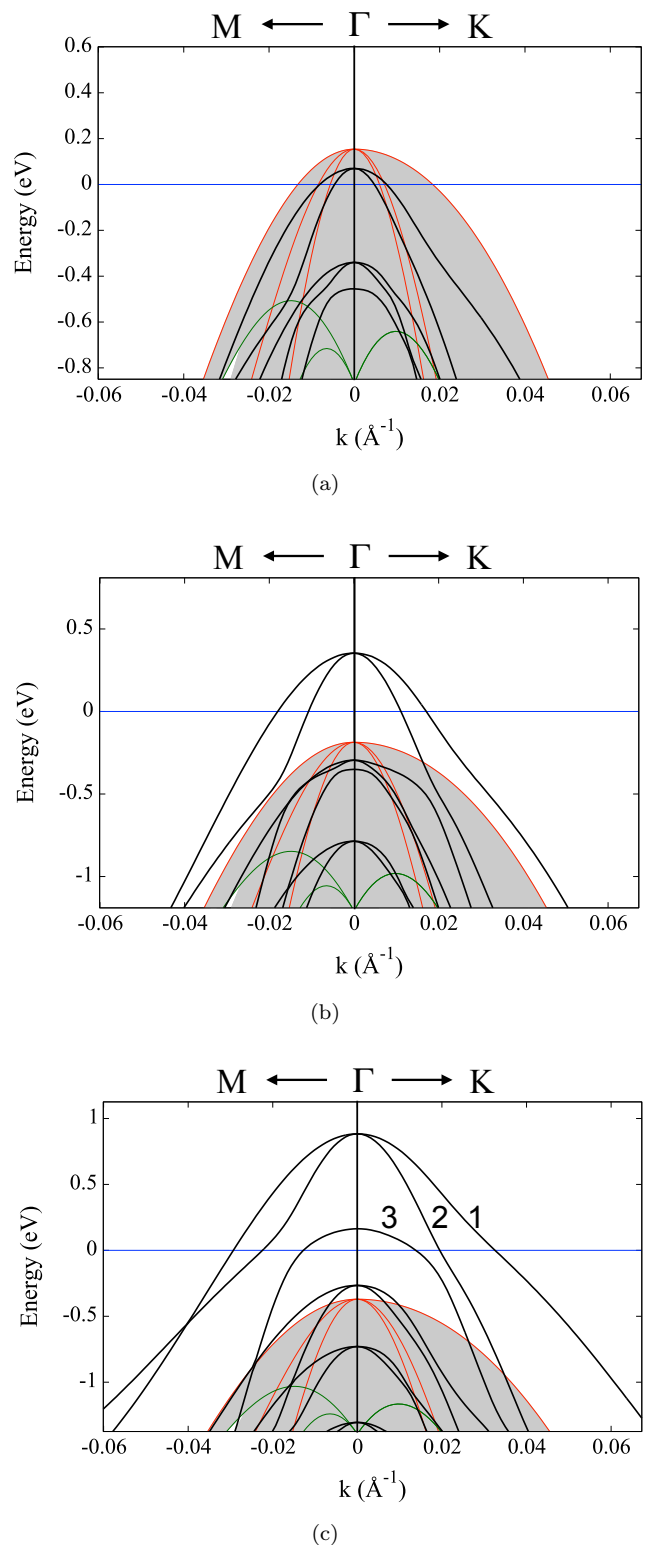 M ← Γ → K
0.6
0.4
0.2
0
-0.2
-0.4
-0.6
-0.8
Energy (eV)
-0.06 -0.04 -0.02 0 0.02 0.04 0.06
k (Å⁻¹)
(a)
M ← Γ → K
0.5
0
-0.5
-1
Energy (eV)
-0.06 -0.04 -0.02 0 0.02 0.04 0.06
k (Å⁻¹)
(b)
M ← Γ → K
1
0.5
3 2 1
0
-0.5
-1
Energy (eV)
-0.06 -0.04 -0.02 0 0.02 0.04 0.06
k (Å⁻¹)
(c)